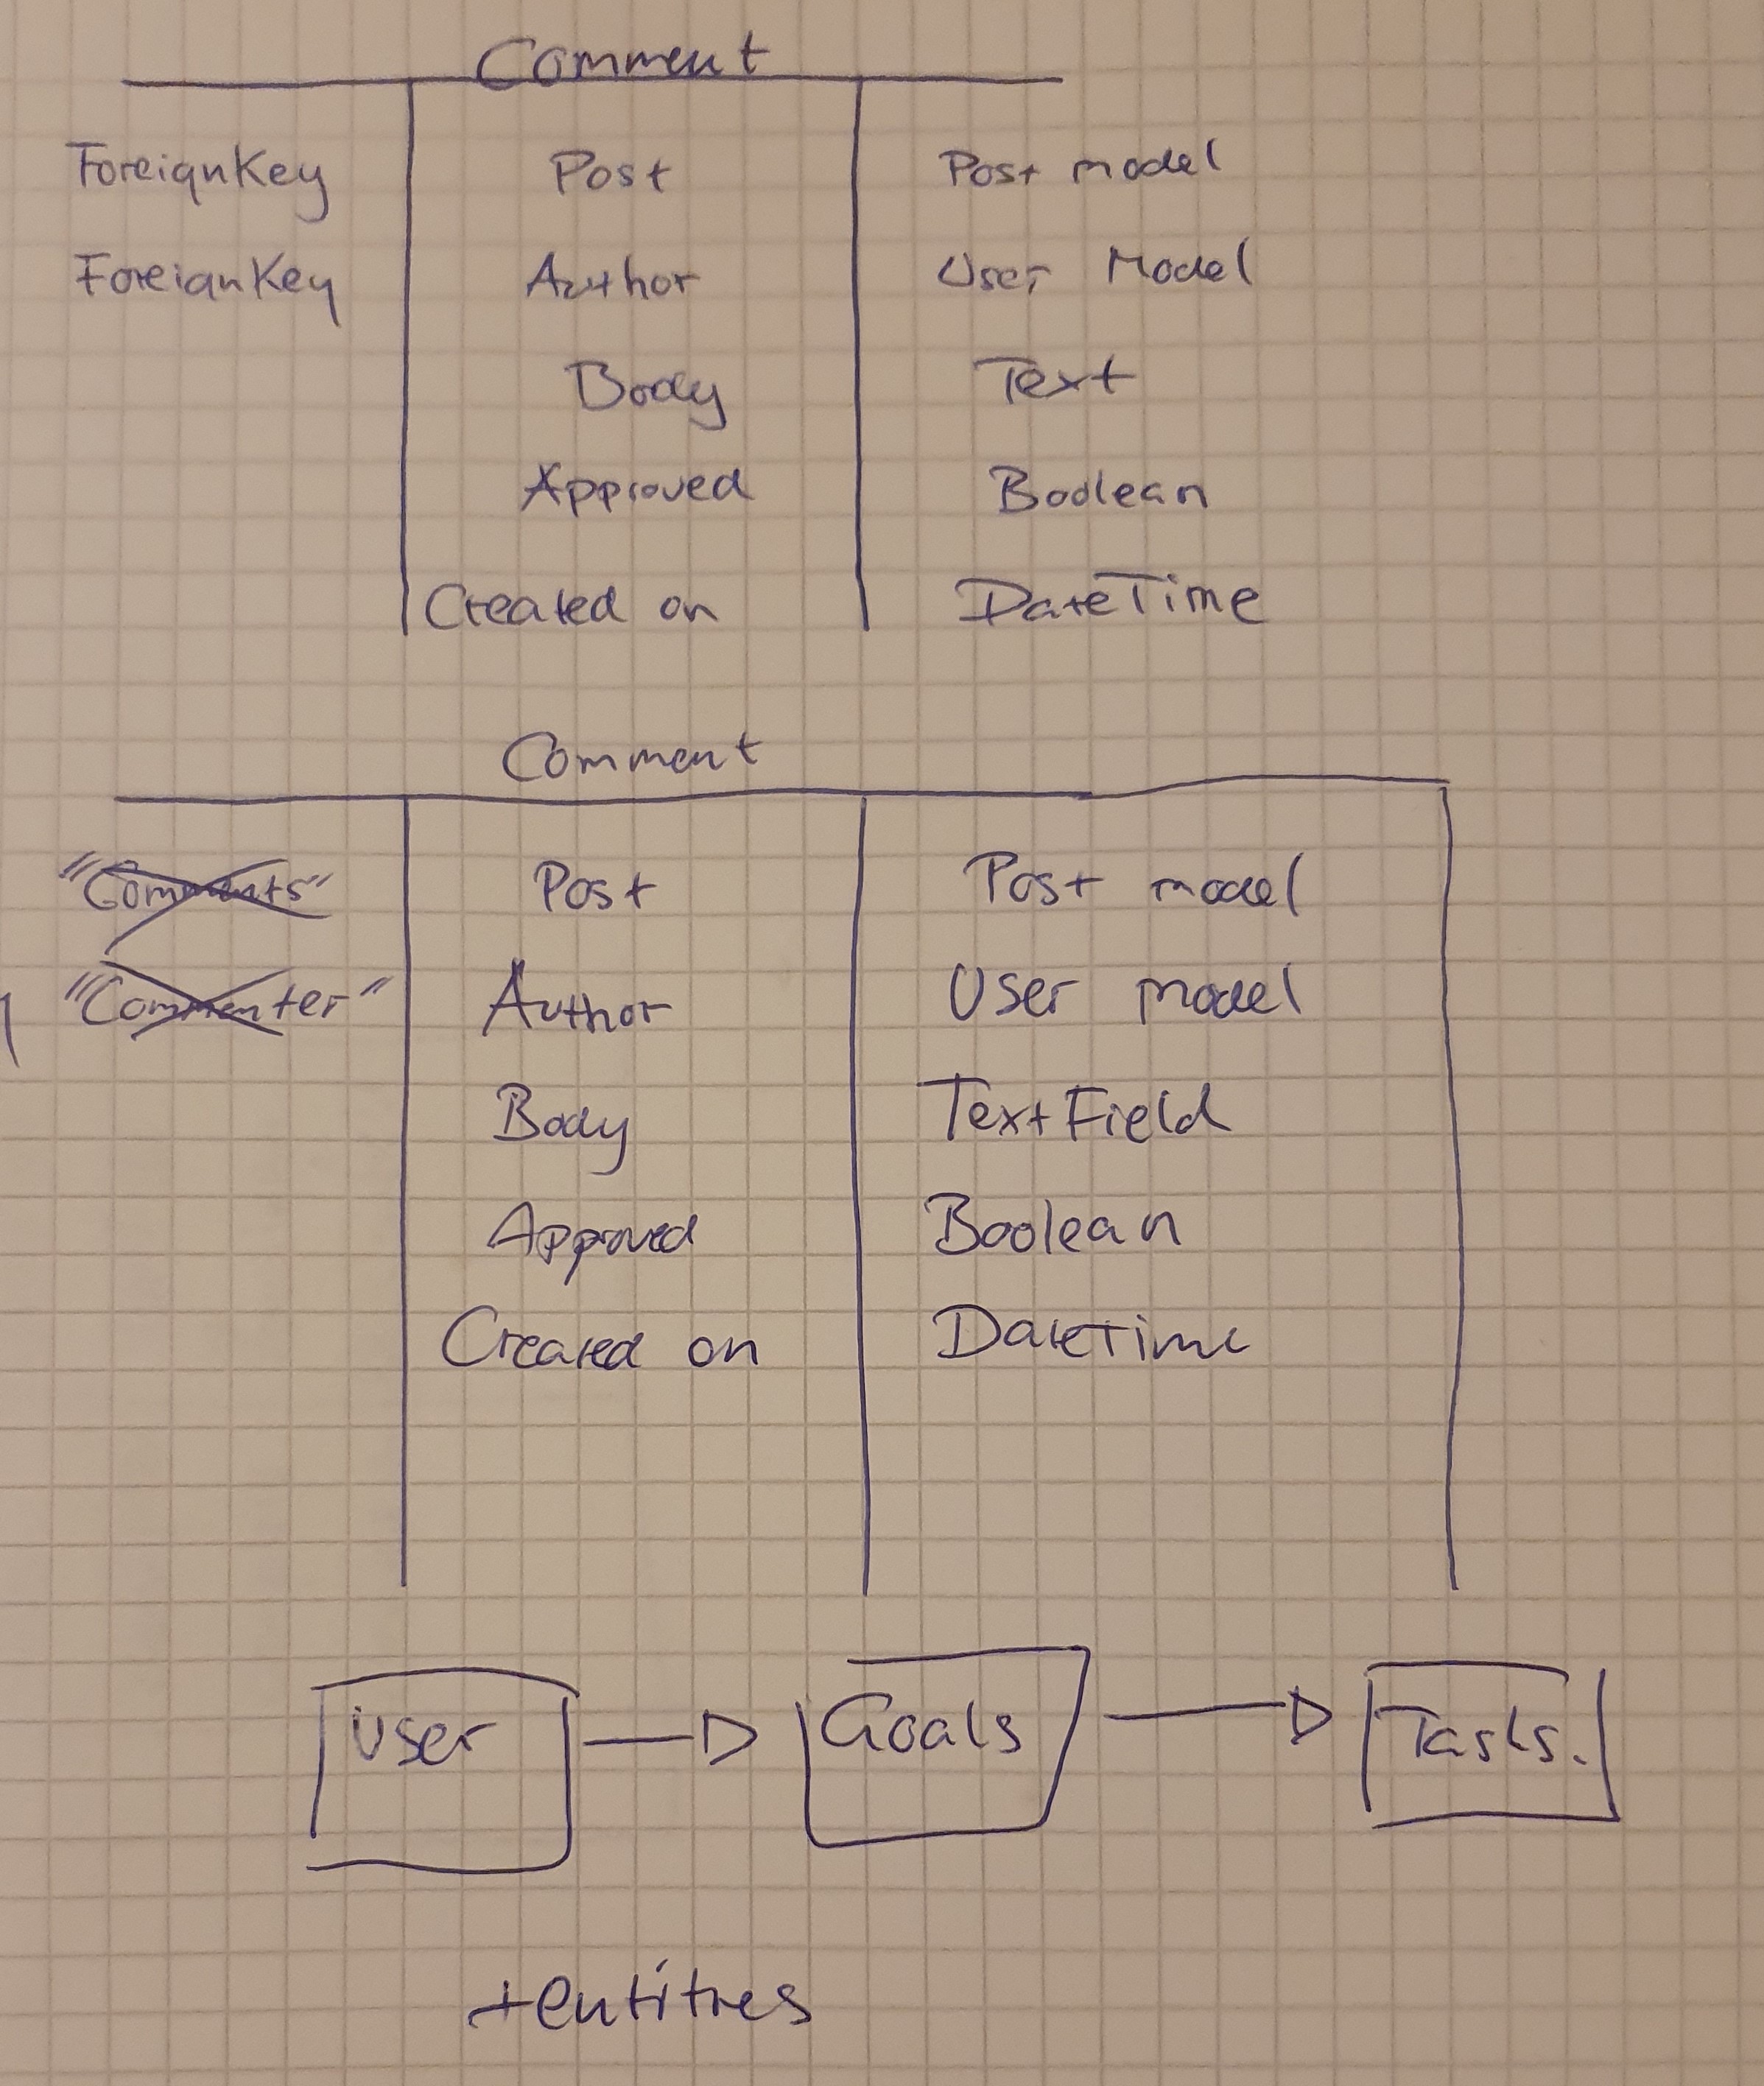 Comment
ForeignKey Post Post model
ForeignKey Author User Model
Body Text
Approved Boolean
Created on DateTime
Comment
"Comments" Post Post model
"Commenter" Author User model
Body TextField
Approved Boolean
Created on DateTime
User Goals Tasks.
+entitres